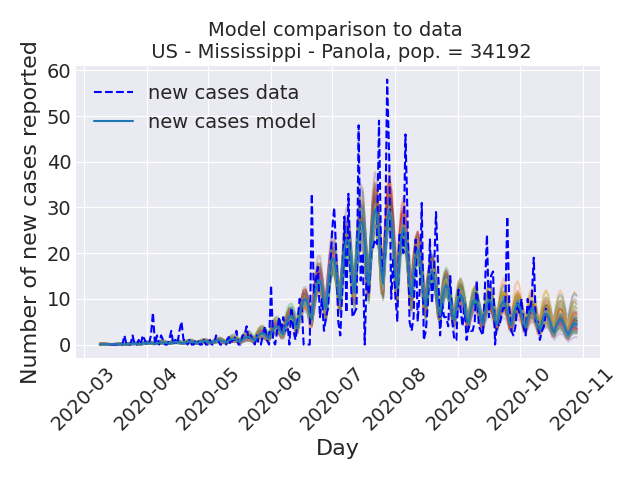 Model comparison to data
US - Mississippi - Panola, pop. = 34192
Number of new cases reported
60
50
40
30
20
10
0
new cases data
new cases model
2020-03
2020-04
2020-05
2020-06
2020-07
2020-08
2020-09
2020-10
2020-11
Day